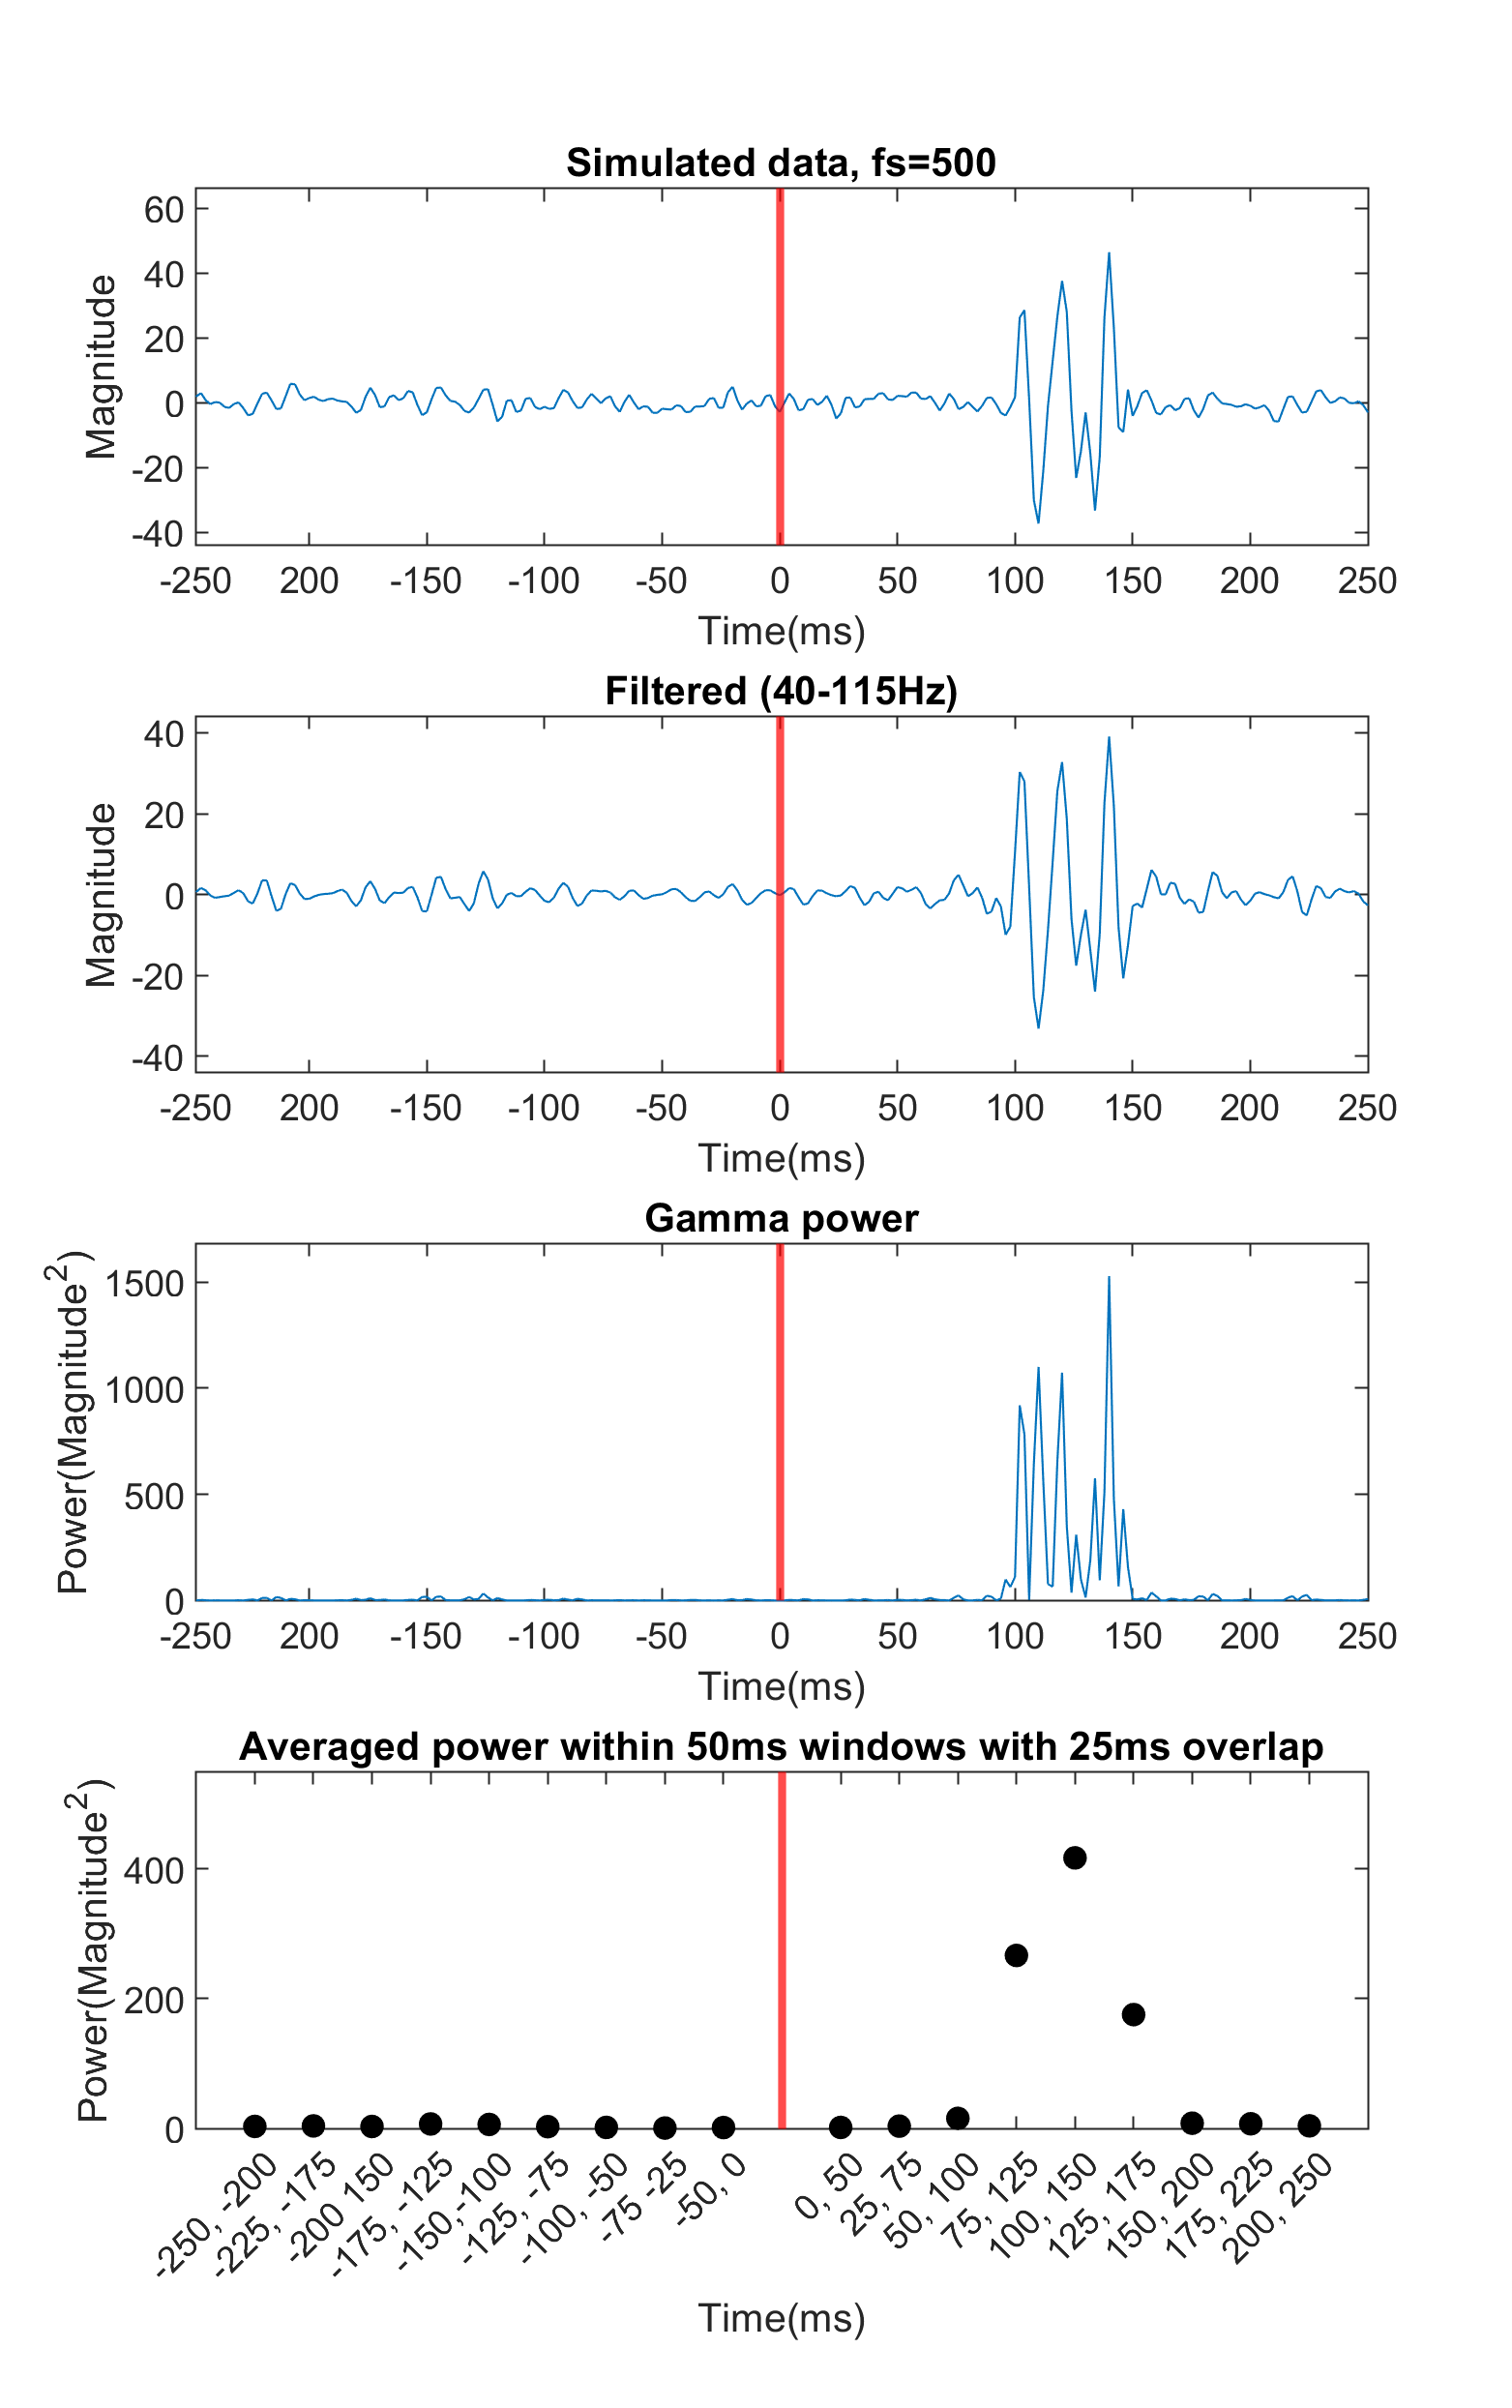 Simulated data, fs=500
60
40
20
0
-20
-40
Magnitude
-250 200 -150 -100 -50 0 50 100 150 200 250
Time(ms)
Filtered (40-115Hz)
40
20
0
-20
-40
Magnitude
-250 200 -150 -100 -50 0 50 100 150 200 250
Time(ms)
Gamma power
1500
1000
500
0
Power(Magnitude²)
-250 200 -150 -100 -50 0 50 100 150 200 250
Time(ms)
Averaged power within 50ms windows with 25ms overlap
400
200
0
Power(Magnitude²)
-250, -200
-225, -175
-200 150
-175, -125
-150, -100
-125, -75
-100, -50
-75 -25
-50, 0
0, 50
25, 75
50, 100
75, 125
100, 150
125, 175
150, 200
175, 225
200, 250
Time(ms)